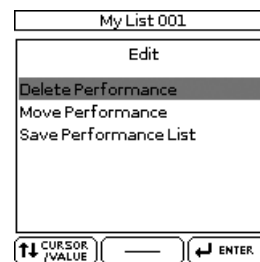 My List 001
Edit
Delete Performance
Move Performance
Save Performance List
CURSOR
/VALUE
ENTER